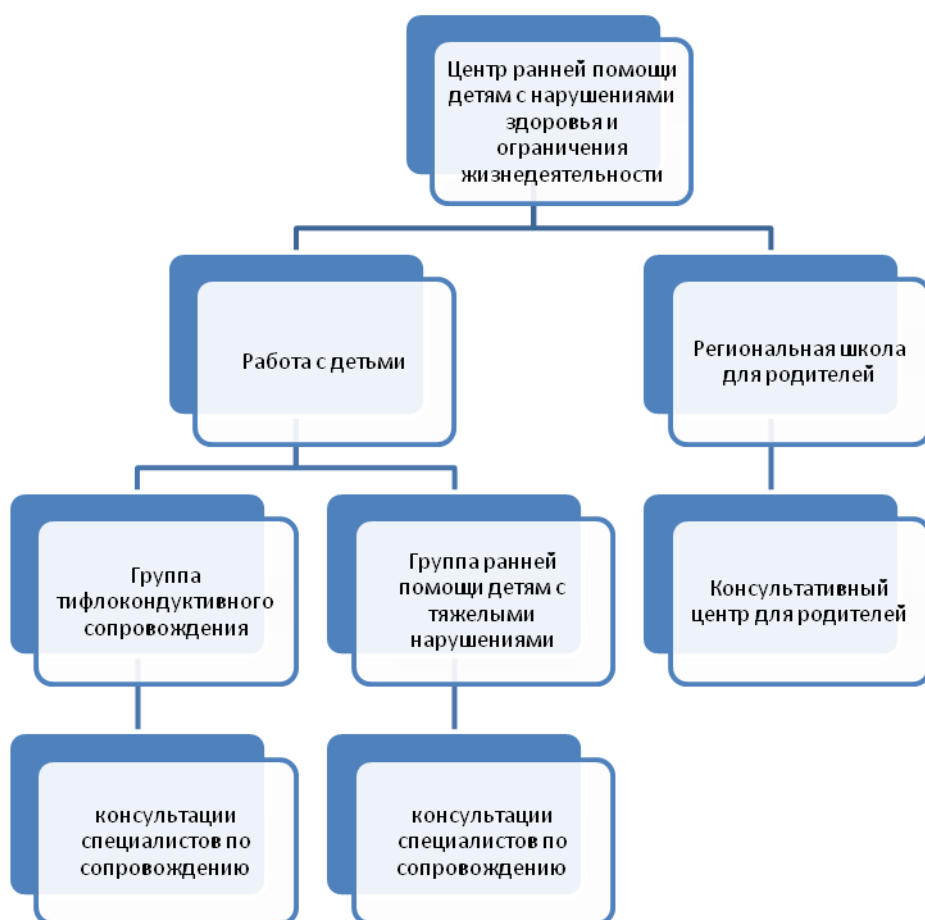 Центр ранней помощи
детям с нарушениями
здоровья и
ограничения
жизнедеятельности
Работа с детьми
Региональная школа
для родителей
Группа
тифлокондуктивного
сопровождения
Группа ранней
помощи детям с
тяжелыми
нарушениями
Консультативный
центр для родителей
консультации
специалистов по
сопровождению
консультации
специалистов по
сопровождению